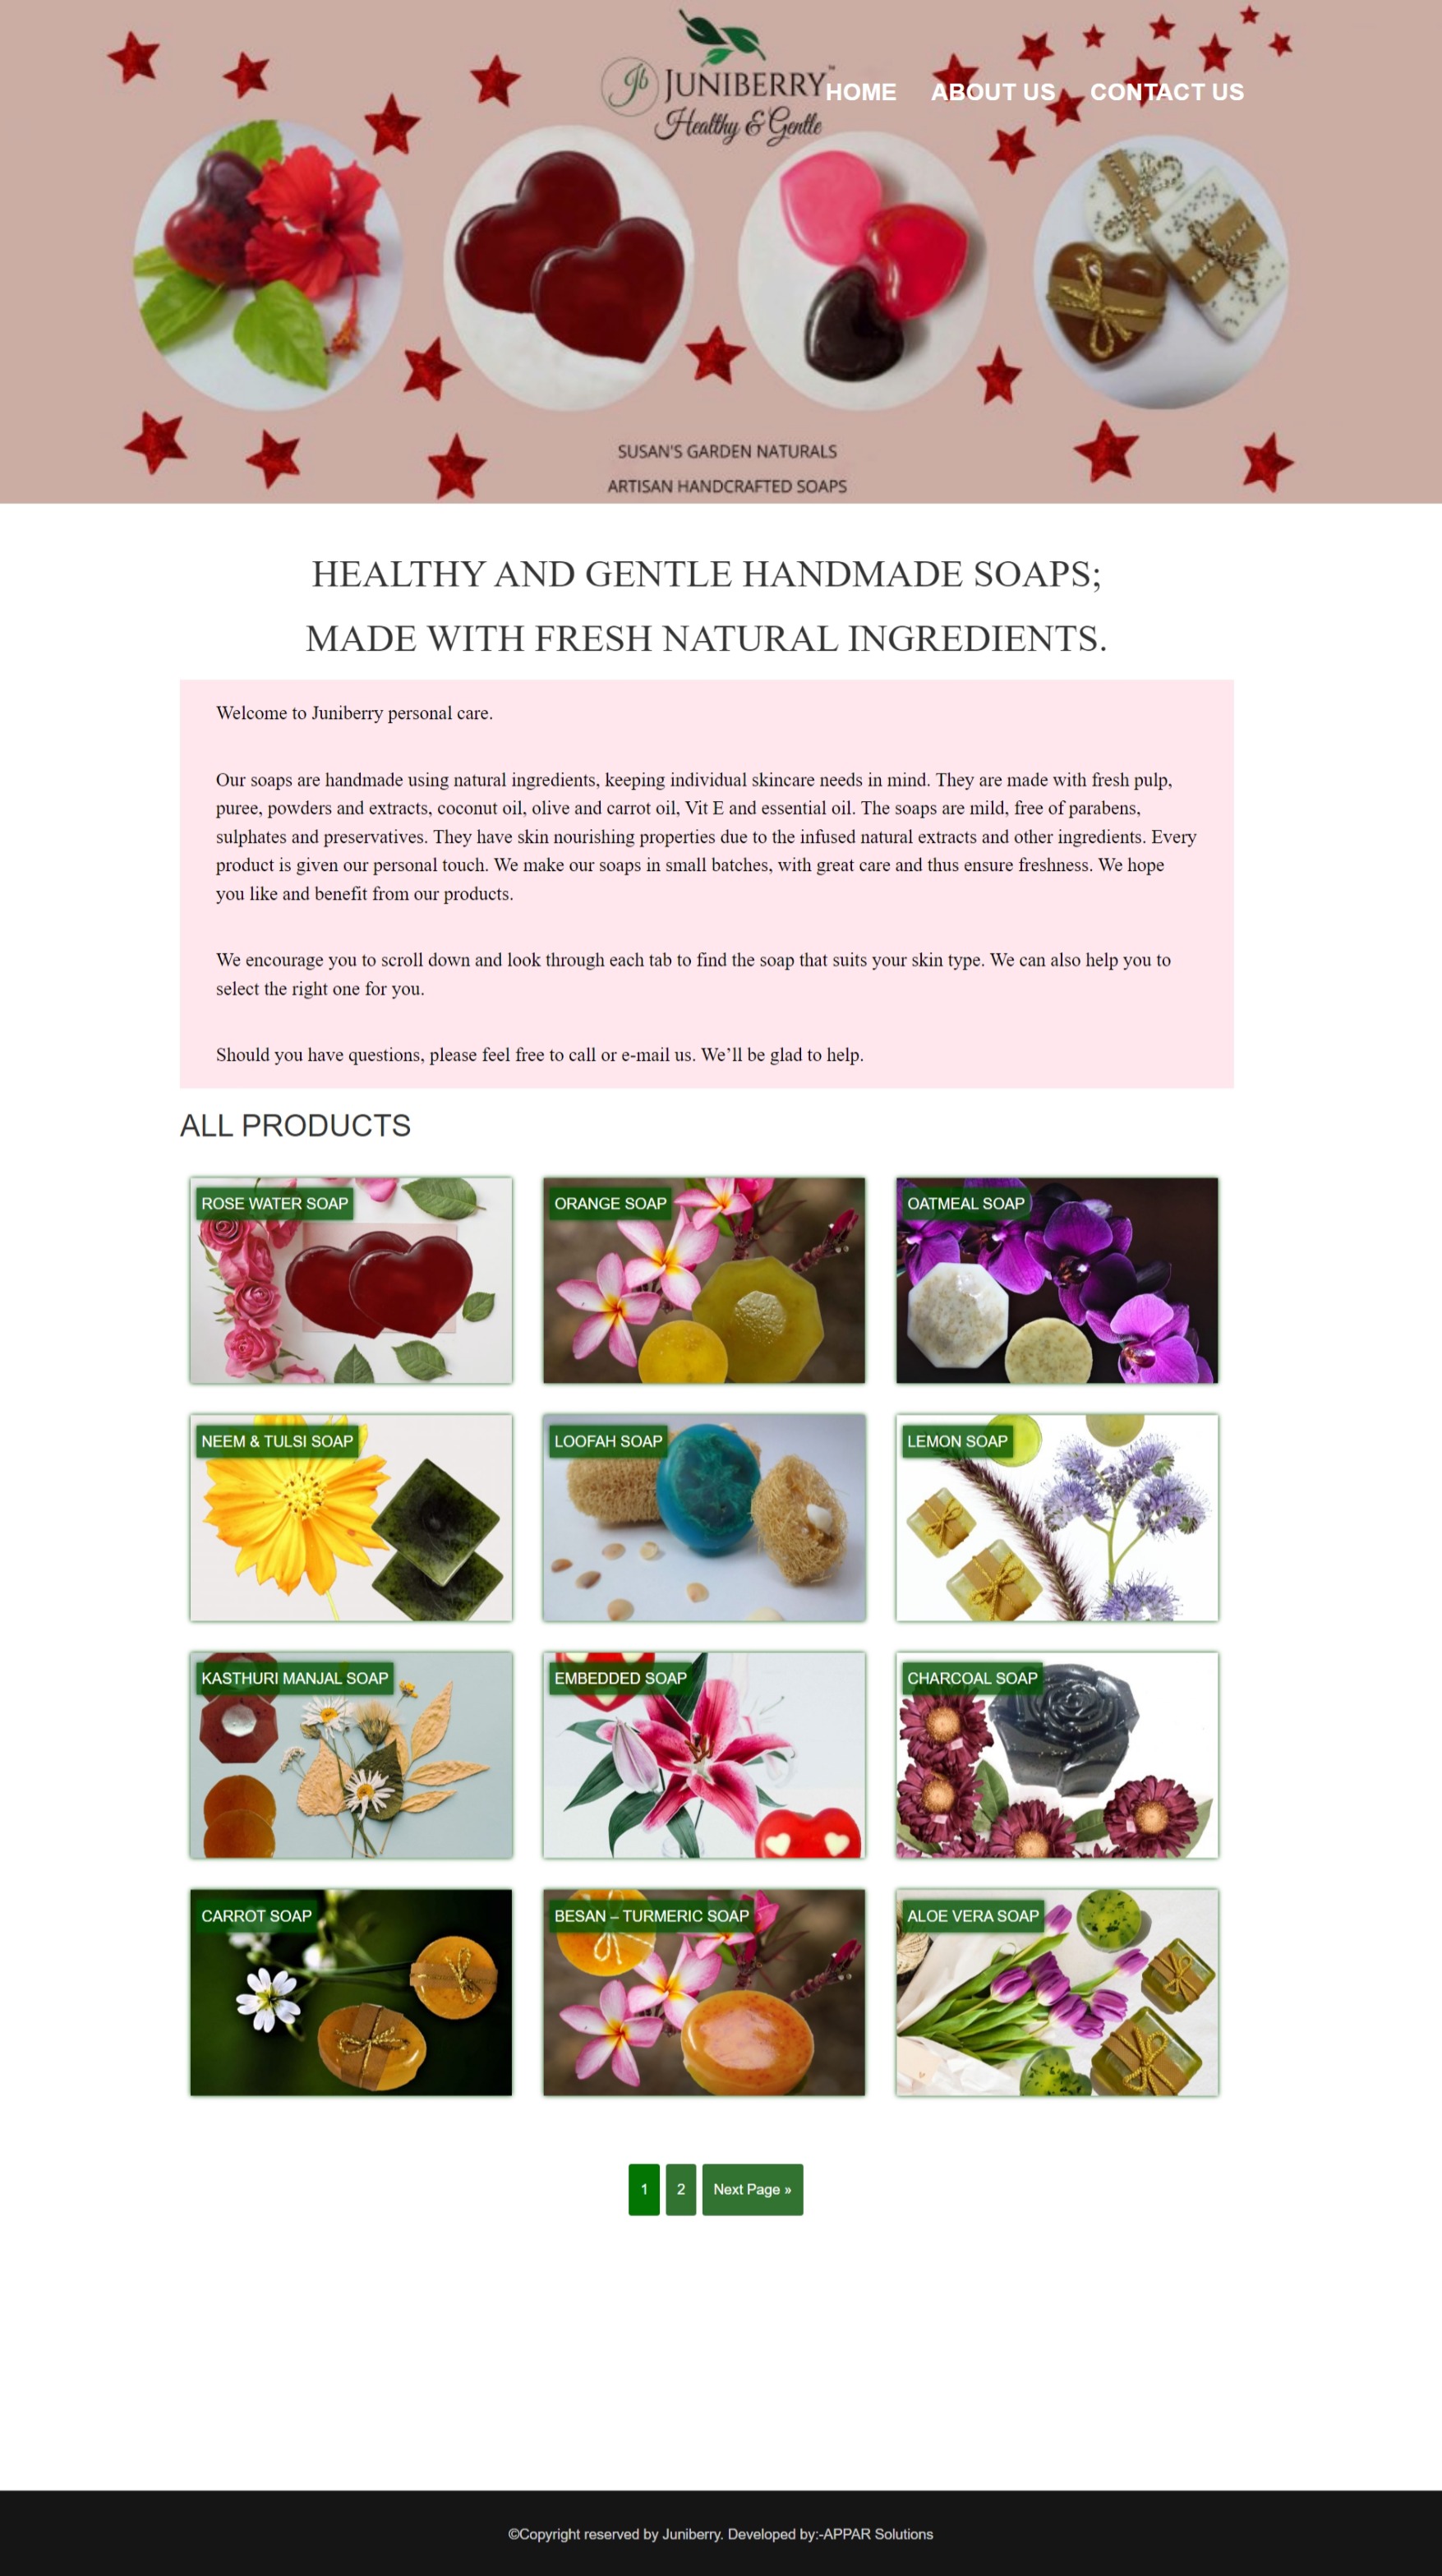 Jb JUNIBERRY™
Healthy & Gentle
HOME ABOUT US CONTACT US
SUSAN'S GARDEN NATURALS
ARTISAN HANDCRAFTED SOAPS
HEALTHY AND GENTLE HANDMADE SOAPS;
MADE WITH FRESH NATURAL INGREDIENTS.
Welcome to Juniberry personal care.
Our soaps are handmade using natural ingredients, keeping individual skincare needs in mind. They are made with fresh pulp,
puree, powders and extracts, coconut oil, olive and carrot oil, Vit E and essential oil. The soaps are mild, free of parabens,
sulphates and preservatives. They have skin nourishing properties due to the infused natural extracts and other ingredients. Every
product is given our personal touch. We make our soaps in small batches, with great care and thus ensure freshness. We hope
you like and benefit from our products.
We encourage you to scroll down and look through each tab to find the soap that suits your skin type. We can also help you to
select the right one for you.
Should you have questions, please feel free to call or e-mail us. We’ll be glad to help.
ALL PRODUCTS
ROSE WATER SOAP
ORANGE SOAP
OATMEAL SOAP
NEEM & TULSI SOAP
LOOFAH SOAP
LEMON SOAP
KASTHURI MANJAL SOAP
EMBEDDED SOAP
CHARCOAL SOAP
CARROT SOAP
BESAN – TURMERIC SOAP
ALOE VERA SOAP
1 2 Next Page »
©Copyright reserved by Juniberry. Developed by:-APPAR Solutions